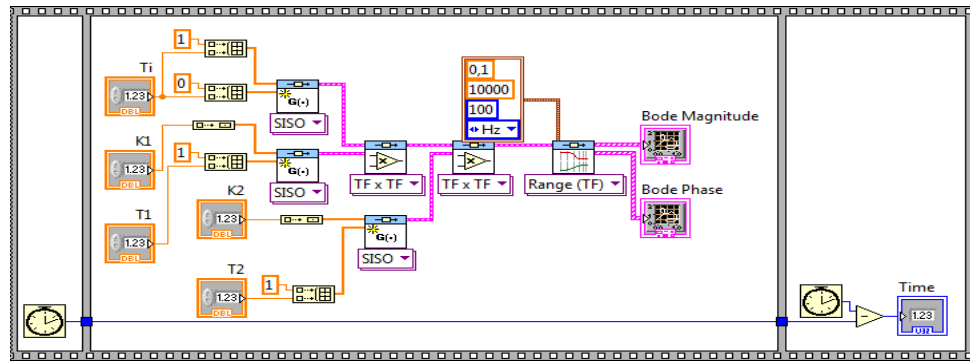 1
Ti
0
1.23
DBL
G(·)
SISO
K1
1.23
DBL
1
G(·)
SISO
T1
1.23
DBL
K2
1.23
DBL
G(·)
SISO
T2
1.23
DBL
1
TF x TF
TF x TF
0,1
10000
100
Hz
Range (TF)
Bode Magnitude
Bode Phase
Time
1.23
U32